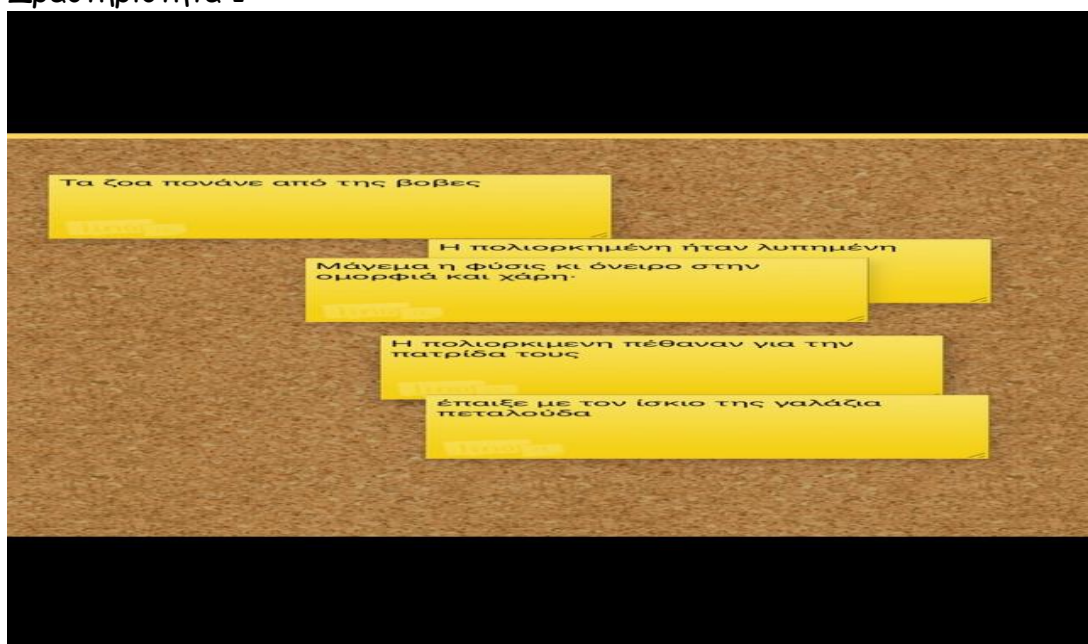 Δραστηριότητα 1
Τα ζοα πονάνε από της βοβες
Η πολιορκημένη ήταν λυπημένη
Μάγεμα η φύσις κι όνειρο στην
ομορφιά και χάρη·
Η πολιορκιμενη πέθαναν για την
πατρίδα τους
έπαιξε με τον ίσκιο της γαλάζια
πεταλούδα